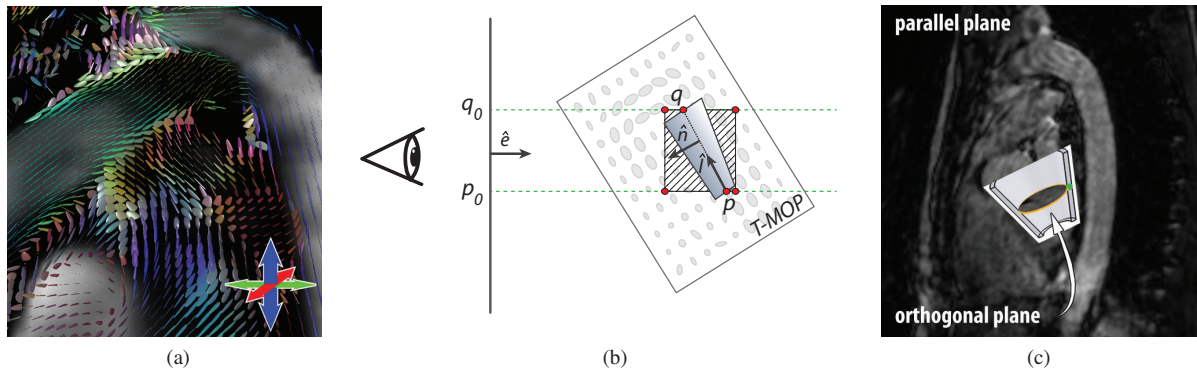 parallel plane
q₀
p₀
ê
q
n̂
ĵ
p
T-MOP
orthogonal plane
(a)
(b)
(c)